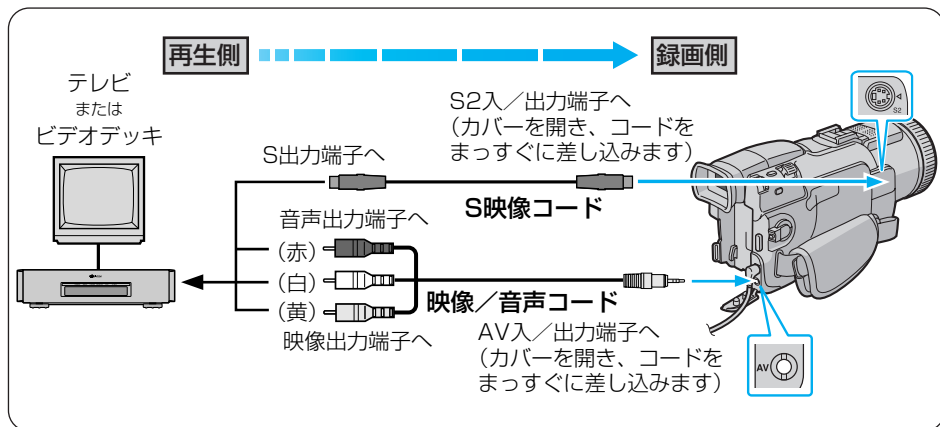 再生側
録画側
テレビ
または
ビデオデッキ
S2入／出力端子へ
（カバーを開き、コードを
まっすぐに差し込みます）
S2
S出力端子へ
S映像コード
音声出力端子へ
（赤）
（白）
（黄）
映像出力端子へ
映像／音声コード
AV入／出力端子へ
（カバーを開き、コードを
まっすぐに差し込みます）
AV